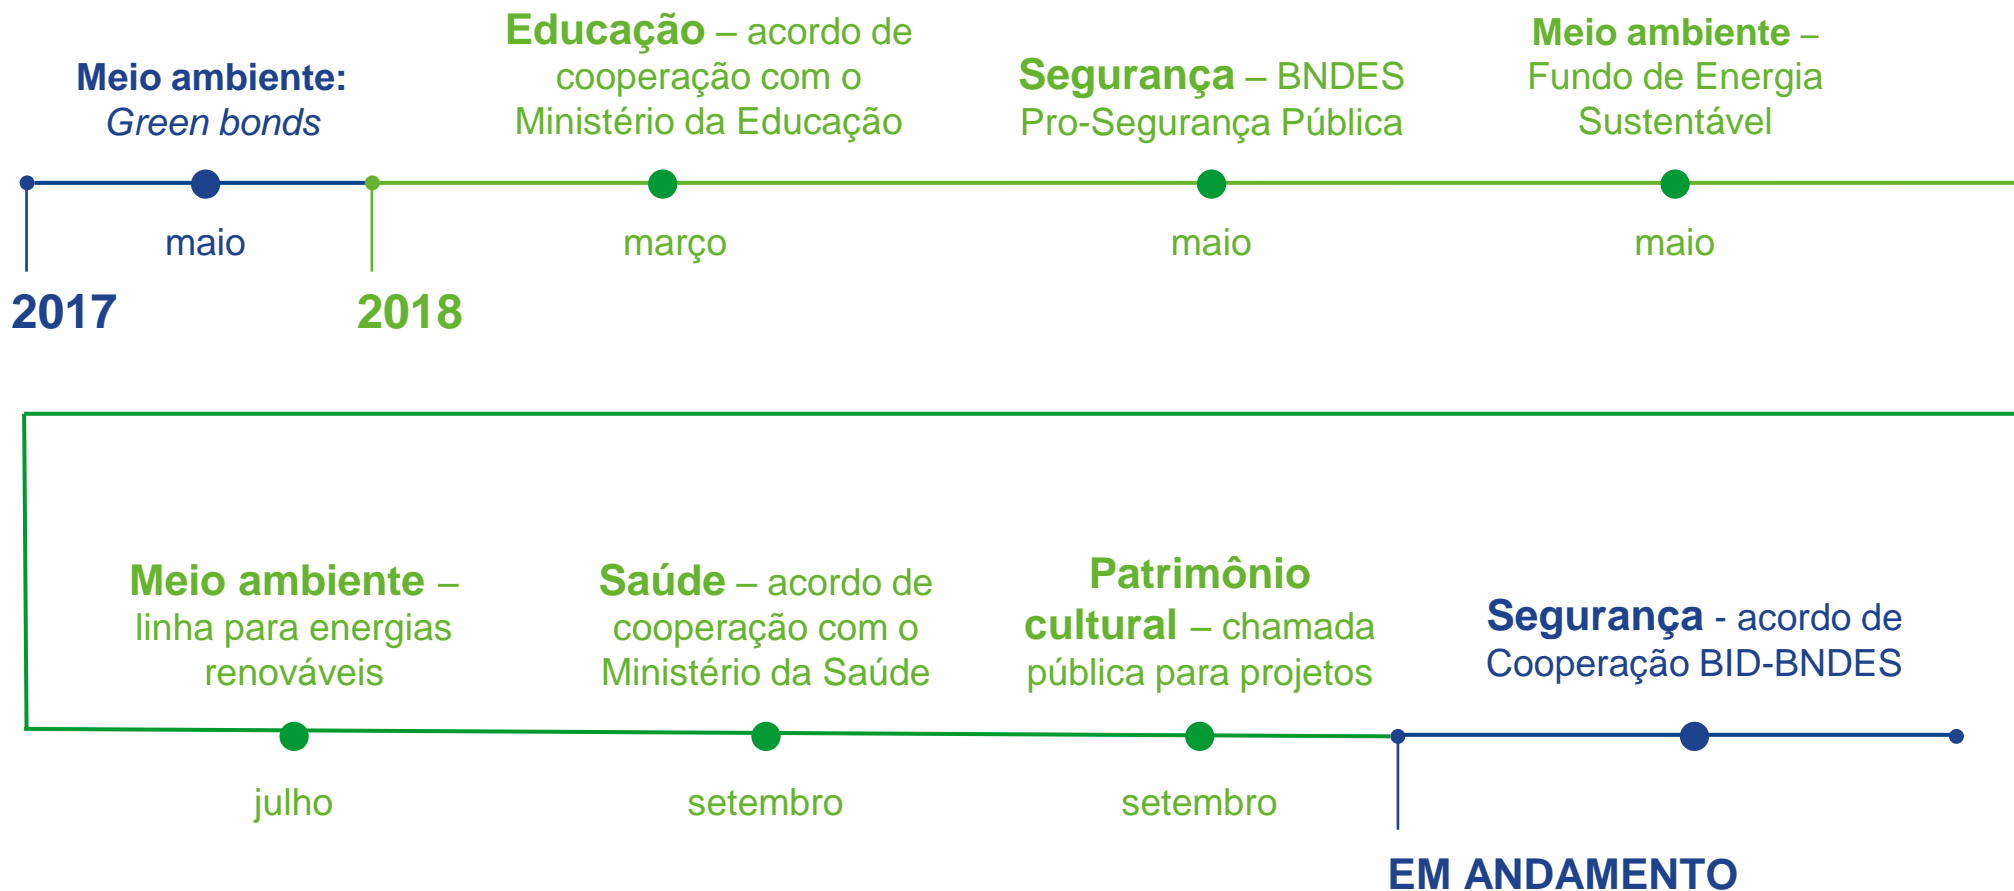 Meio ambiente:
Green bonds
Educação – acordo de
cooperação com o
Ministério da Educação
Segurança – BNDES
Pro-Segurança Pública
Meio ambiente –
Fundo de Energia
Sustentável
maio
março
maio
maio
2017
2018
Meio ambiente –
linha para energias
renováveis
Saúde – acordo de
cooperação com o
Ministério da Saúde
Patrimônio
cultural – chamada
pública para projetos
Segurança - acordo de
Cooperação BID-BNDES
julho
setembro
setembro
EM ANDAMENTO